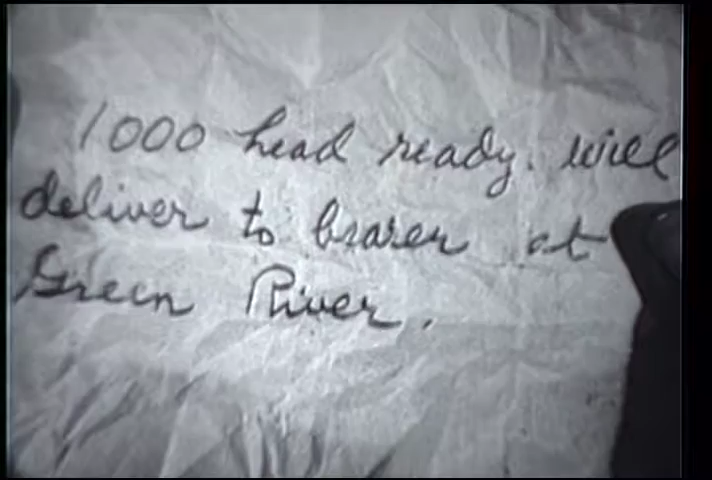 1000 head ready. will
deliver to bearer at
Green River.